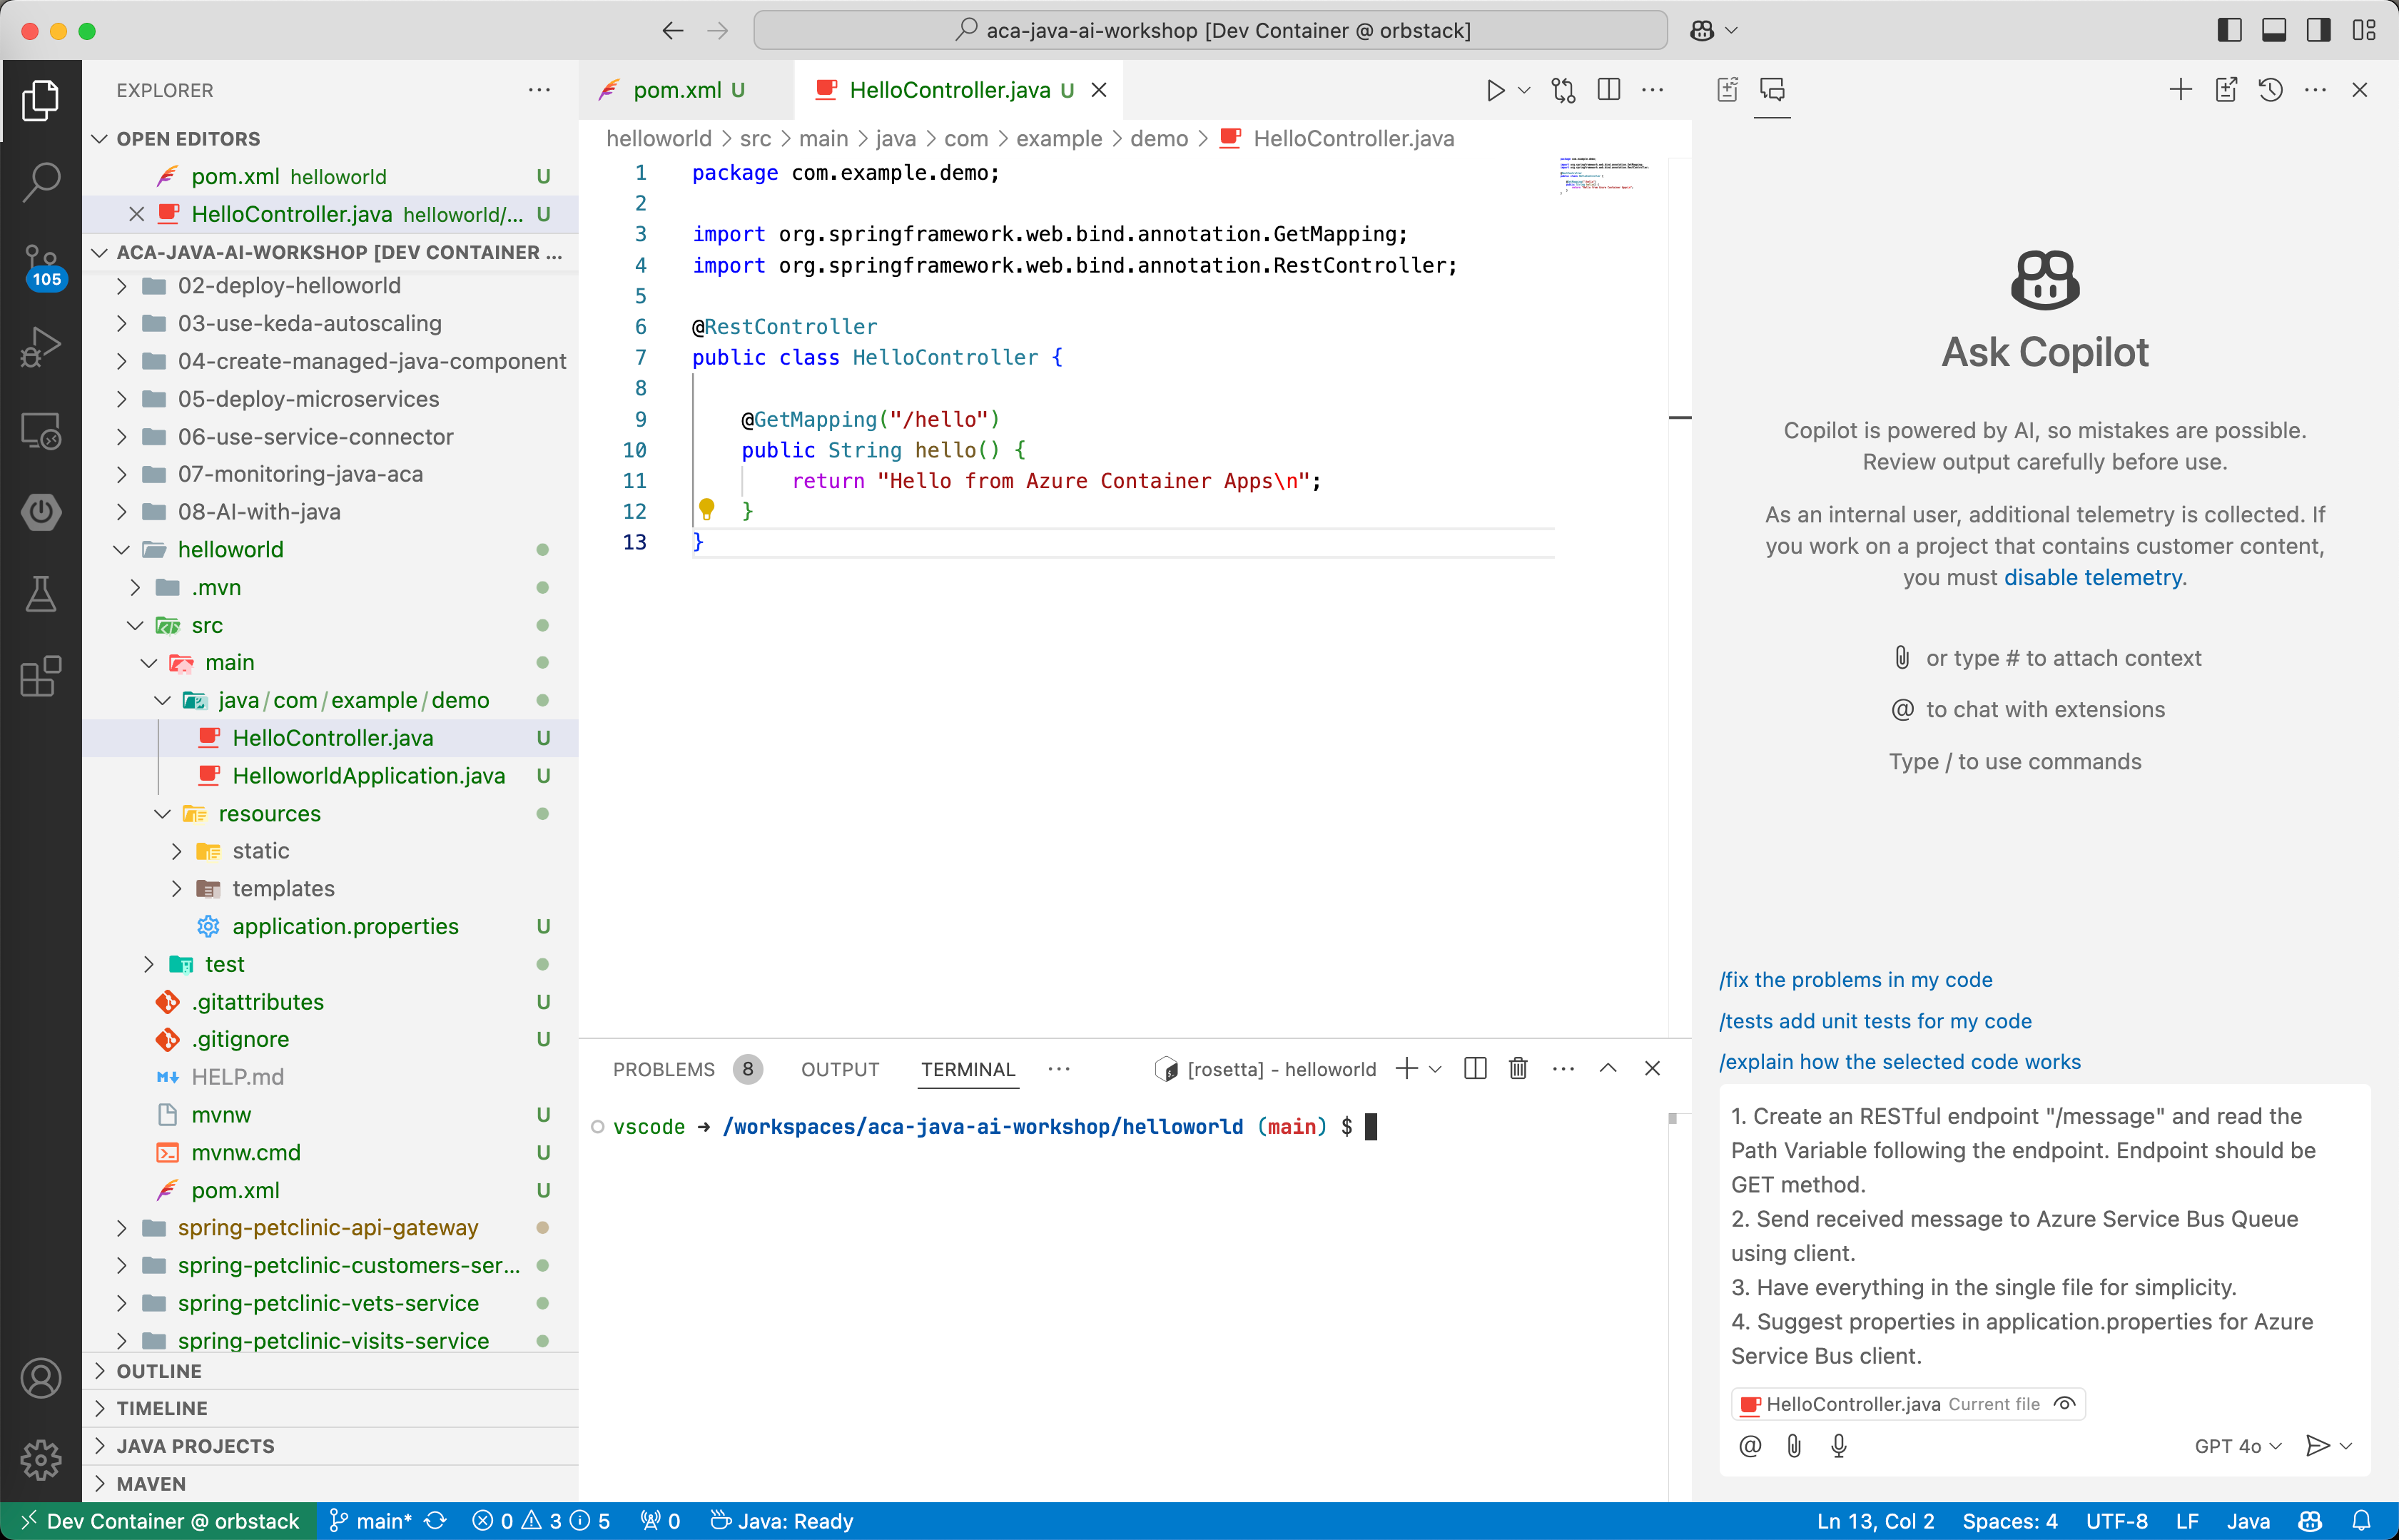 aca-java-ai-workshop [Dev Container @ orbstack]
EXPLORER
OPEN EDITORS
pom.xml helloworld U
HelloController.java helloworld/... U
ACA-JAVA-AI-WORKSHOP [DEV CONTAINER ...
105
02-deploy-helloworld
03-use-keda-autoscaling
04-create-managed-java-component
05-deploy-microservices
06-use-service-connector
07-monitoring-java-aca
08-AI-with-java
helloworld
.mvn
src
main
java/com/example/demo
HelloController.java U
HelloworldApplication.java U
resources
static
templates
application.properties U
test
.gitattributes U
.gitignore U
HELP.md
mvnw U
mvnw.cmd U
pom.xml U
spring-petclinic-api-gateway
spring-petclinic-customers-ser...
spring-petclinic-vets-service
spring-petclinic-visits-service
OUTLINE
TIMELINE
JAVA PROJECTS
MAVEN
pom.xml U
HelloController.java U
helloworld > src > main > java > com > example > demo > HelloController.java
1 package com.example.demo;
2
3 import org.springframework.web.bind.annotation.GetMapping;
4 import org.springframework.web.bind.annotation.RestController;
5
6 @RestController
7 public class HelloController {
8
9 @GetMapping("/hello")
10 public String hello() {
11 return "Hello from Azure Container Apps\n";
12 }
13 }
PROBLEMS 8 OUTPUT TERMINAL ··· [rosetta] - helloworld
vscode → /workspaces/aca-java-ai-workshop/helloworld (main) $
Ask Copilot
Copilot is powered by AI, so mistakes are possible.
Review output carefully before use.
As an internal user, additional telemetry is collected. If
you work on a project that contains customer content,
you must disable telemetry.
or type # to attach context
@ to chat with extensions
Type / to use commands
/fix the problems in my code
/tests add unit tests for my code
/explain how the selected code works
1. Create an RESTful endpoint "/message" and read the
Path Variable following the endpoint. Endpoint should be
GET method.
2. Send received message to Azure Service Bus Queue
using client.
3. Have everything in the single file for simplicity.
4. Suggest properties in application.properties for Azure
Service Bus client.
HelloController.java Current file
@ GPT 4o
Dev Container @ orbstack main* 0 3 5 0 Java: Ready
Ln 13, Col 2 Spaces: 4 UTF-8 LF Java